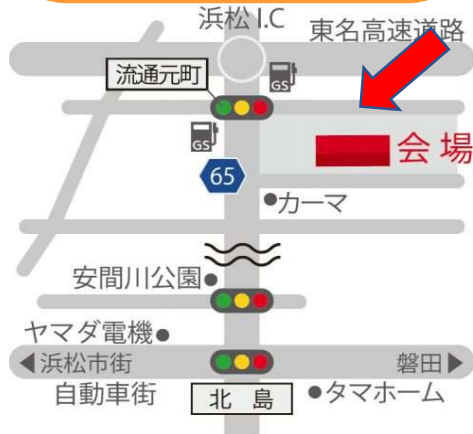 浜松 I.C
東名高速道路
GS
流通元町
GS
会 場
65
●カーマ
安間川公園●
ヤマダ電機●
◀浜松市街
磐田▶
自動車街
北 島
●タマホーム